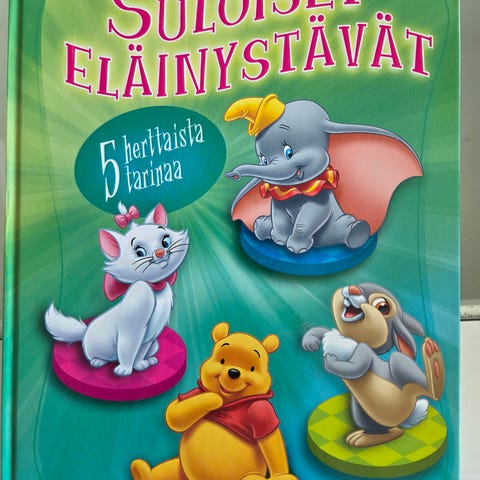 SULOISET
ELÄINYSTÄVÄT
5 herttaista
tarinaa